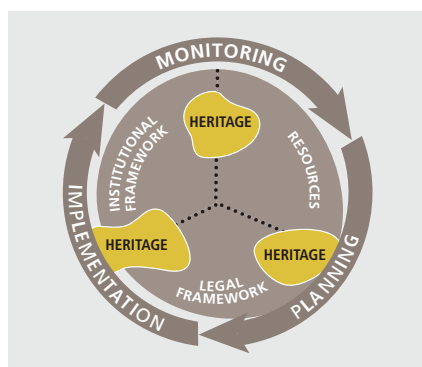 MONITORING
HERITAGE
INSTITUTIONAL
FRAMEWORK
RESOURCES
IMPLEMENTATION
HERITAGE
HERITAGE
LEGAL
FRAMEWORK
PLANNING